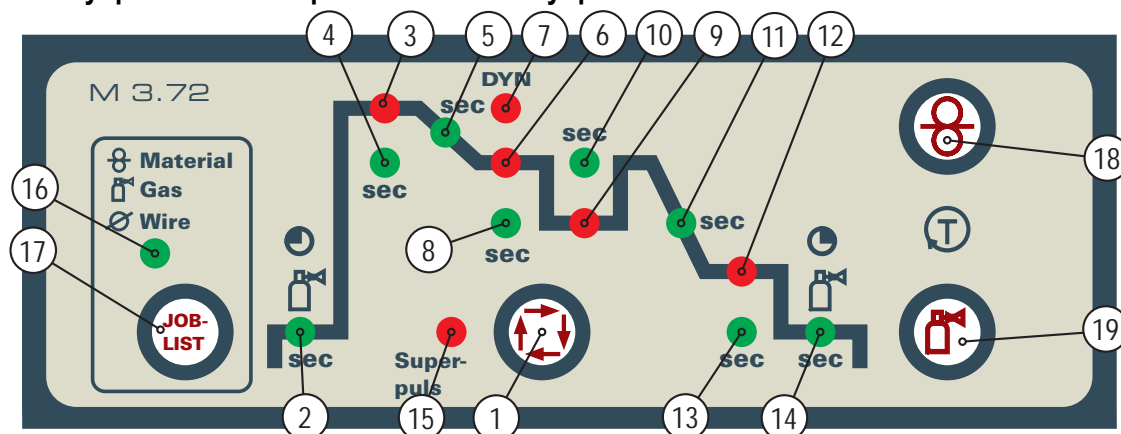 4
3
5
7
6
10
9
11
12
M 3.72
DYN
sec
sec
Material
Gas
Wire
sec
sec
16
18
17
8
sec
T
JOB-
LIST
sec
Super-
puls
sec
sec
19
2
15
1
13
14